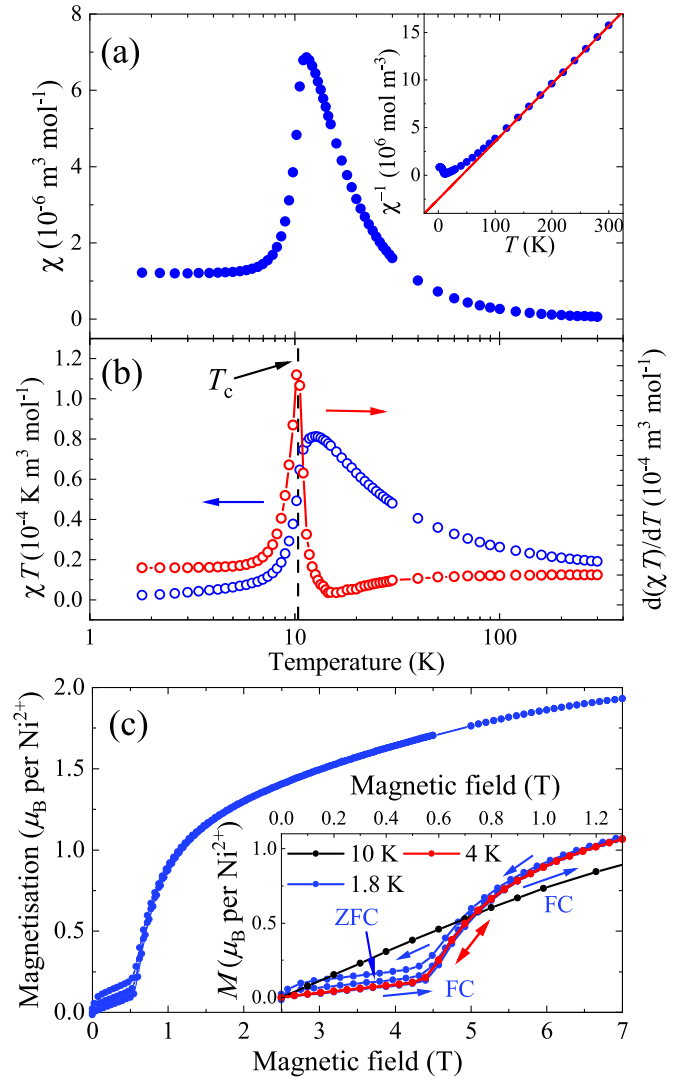 (a)
χ (10⁻⁶ m³ mol⁻¹)
8
6
4
2
0
χ⁻¹ (10⁶ mol m⁻³)
15
10
5
0
0 100 200 300
T (K)
(b)
T_c
χT (10⁻⁴ K m³ mol⁻¹)
1.2
1.0
0.8
0.6
0.4
0.2
0.0
d(χT)/dT (10⁻⁴ m³ mol⁻¹)
1 10 100
Temperature (K)
(c)
Magnetisation (μ_B per Ni²⁺)
2.0
1.5
1.0
0.5
0.0
Magnetic field (T)
0.0 0.2 0.4 0.6 0.8 1.0 1.2
M (μ_B per Ni²⁺)
1.0
0.5
0.0
10 K 4 K
1.8 K
ZFC
FC
FC
0 1 2 3 4 5 6 7
Magnetic field (T)